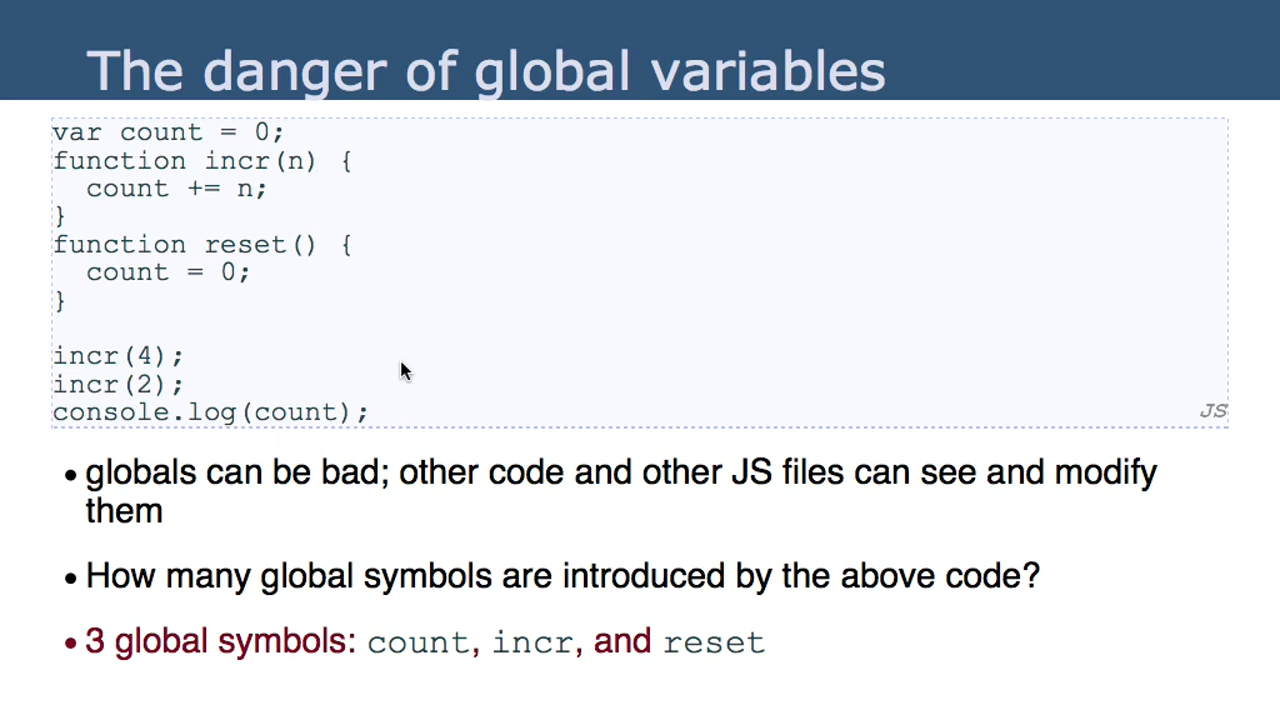 The danger of global variables
var count = 0;
function incr(n) {
  count += n;
}
function reset() {
  count = 0;
}

incr(4);
incr(2);
console.log(count);
JS
• globals can be bad; other code and other JS files can see and modify
them
• How many global symbols are introduced by the above code?
• 3 global symbols: count, incr, and reset